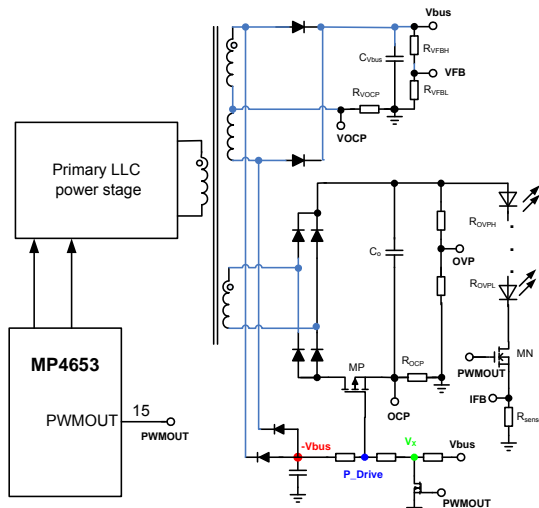 Vbus
RVFBH
CVbus
VFB
RVFBL
RVOCP
VOCP
Primary LLC
power stage
ROVPH
Co
OVP
ROVPL
MP4653
MP
ROCP
MN
PWMOUT
OCP
IFB
Rsens
PWMOUT 15
PWMOUT
-Vbus
Vx
Vbus
P_Drive
PWMOUT